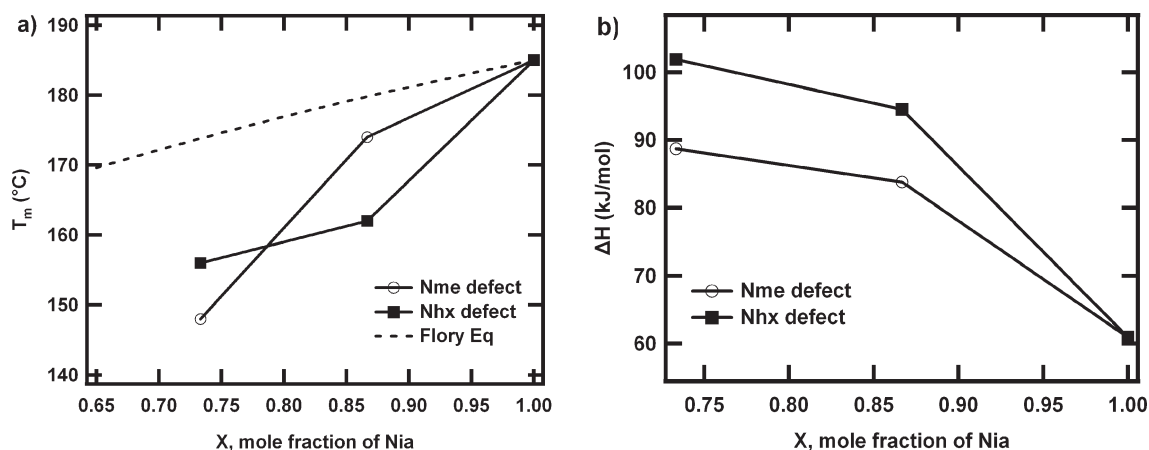 a)
190
180
170
160
150
140
Tm (°C)
Nme defect
Nhx defect
Flory Eq
0.65 0.70 0.75 0.80 0.85 0.90 0.95 1.00
X, mole fraction of Nia
b)
100
90
80
70
60
ΔH (kJ/mol)
Nme defect
Nhx defect
0.75 0.80 0.85 0.90 0.95 1.00
X, mole fraction of Nia